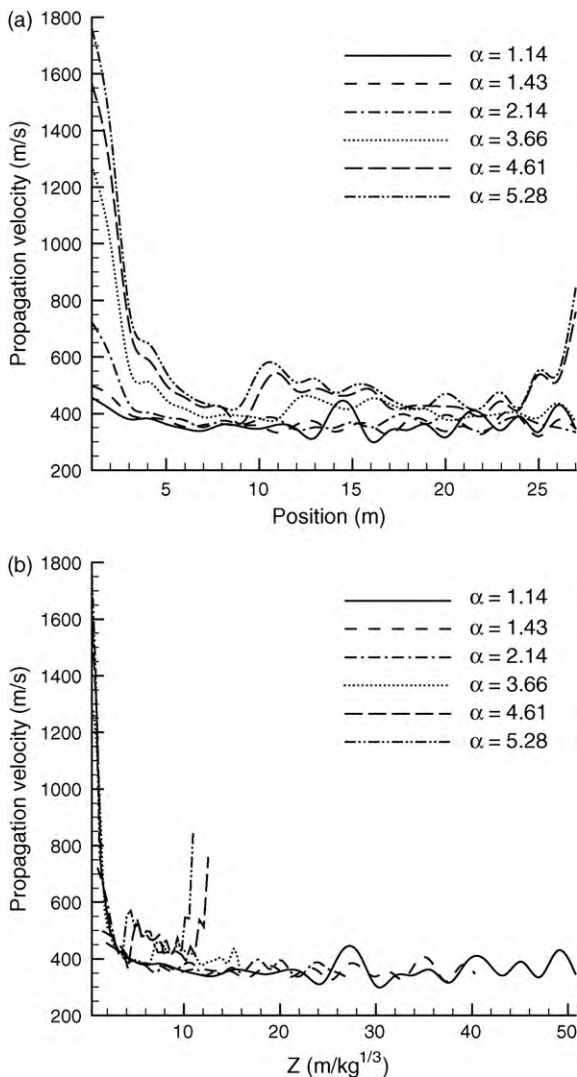 (a)
1800
1600
1400
1200
1000
800
600
400
200
Propagation velocity (m/s)
α = 1.14
α = 1.43
α = 2.14
α = 3.66
α = 4.61
α = 5.28
5
10
15
20
25
Position (m)
(b)
1800
1600
1400
1200
1000
800
600
400
200
Propagation velocity (m/s)
α = 1.14
α = 1.43
α = 2.14
α = 3.66
α = 4.61
α = 5.28
10
20
30
40
50
Z (m/kg^1/3)